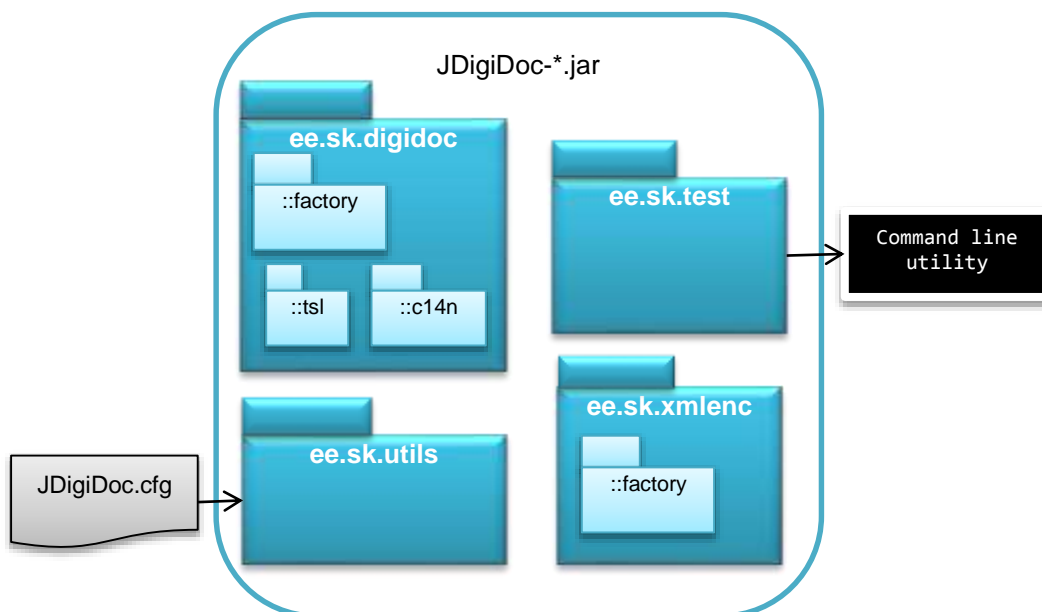 JDigiDoc-*.jar
ee.sk.digidoc
::factory
::tsl
::c14n
ee.sk.test
Command line
utility
ee.sk.utils
ee.sk.xmlenc
::factory
JDigiDoc.cfg